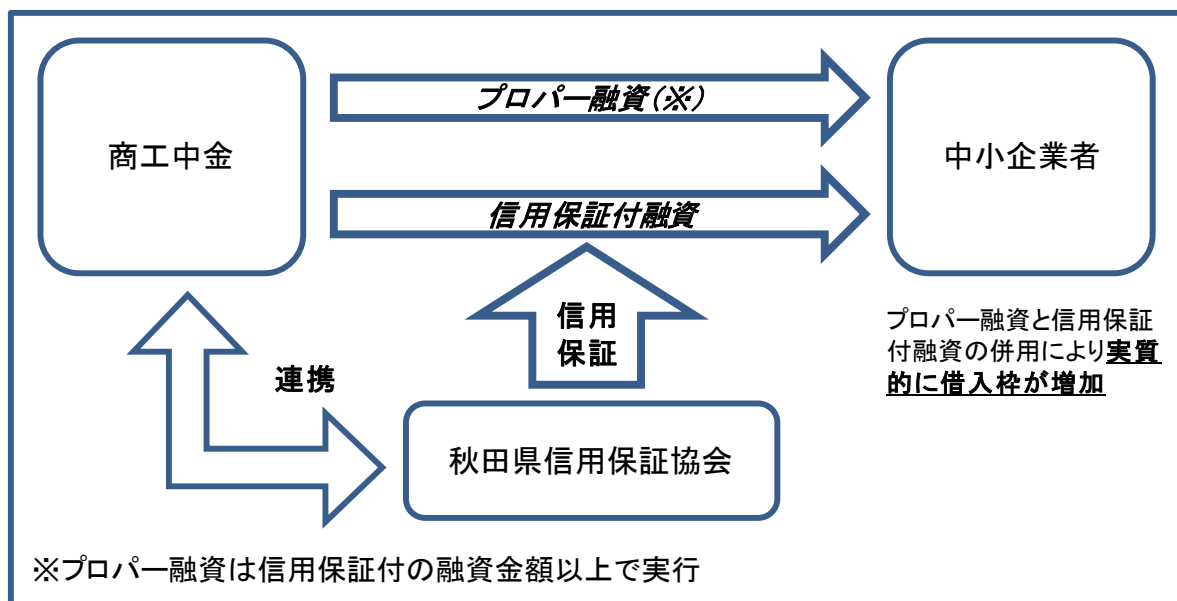 プロパー融資(※)
商工中金
中小企業者
信用保証付融資
信用
保証
プロパー融資と信用保証
付融資の併用により実質
的に借入枠が増加
連携
秋田県信用保証協会
※プロパー融資は信用保証付の融資金額以上で実行